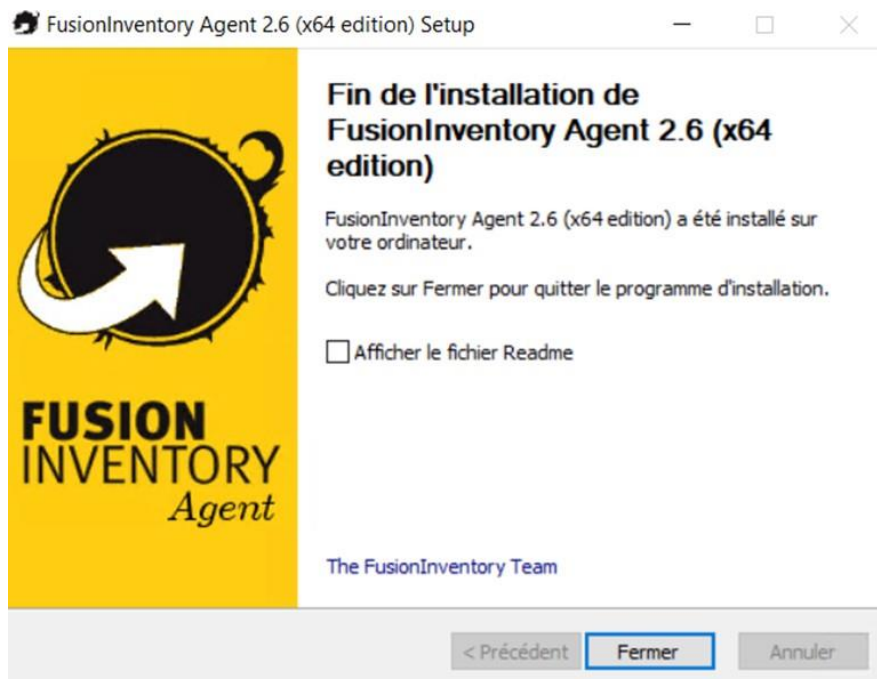 FusionInventory Agent 2.6 (x64 edition) Setup
Fin de l'installation de
FusionInventory Agent 2.6 (x64
edition)
FusionInventory Agent 2.6 (x64 edition) a été installé sur
votre ordinateur.
Cliquez sur Fermer pour quitter le programme d'installation.
Afficher le fichier Readme
FUSION
INVENTORY
Agent
The FusionInventory Team
< Précédent
Fermer
Annuler